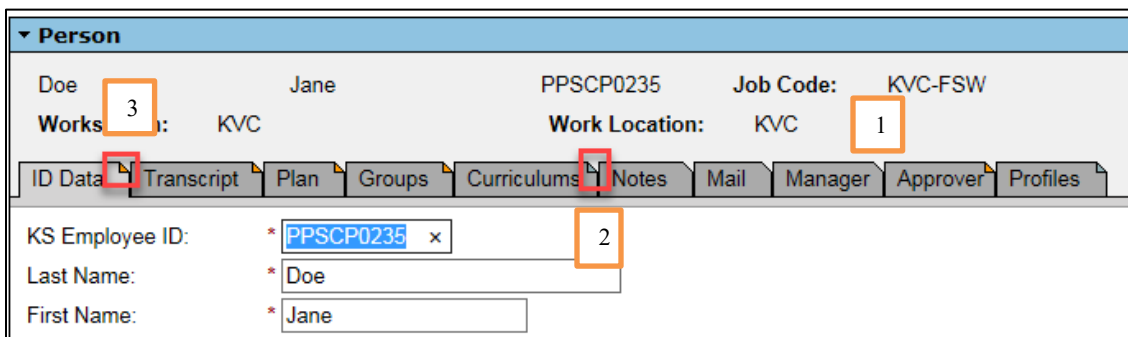 Person
Doe Jane PPSCP0235 Job Code: KVC-FSW
3
Works n: KVC Work Location: KVC 1
ID Data Transcript Plan Groups Curriculums Notes Mail Manager Approver Profiles
KS Employee ID: * PPSCP0235 × 2
Last Name: * Doe
First Name: * Jane